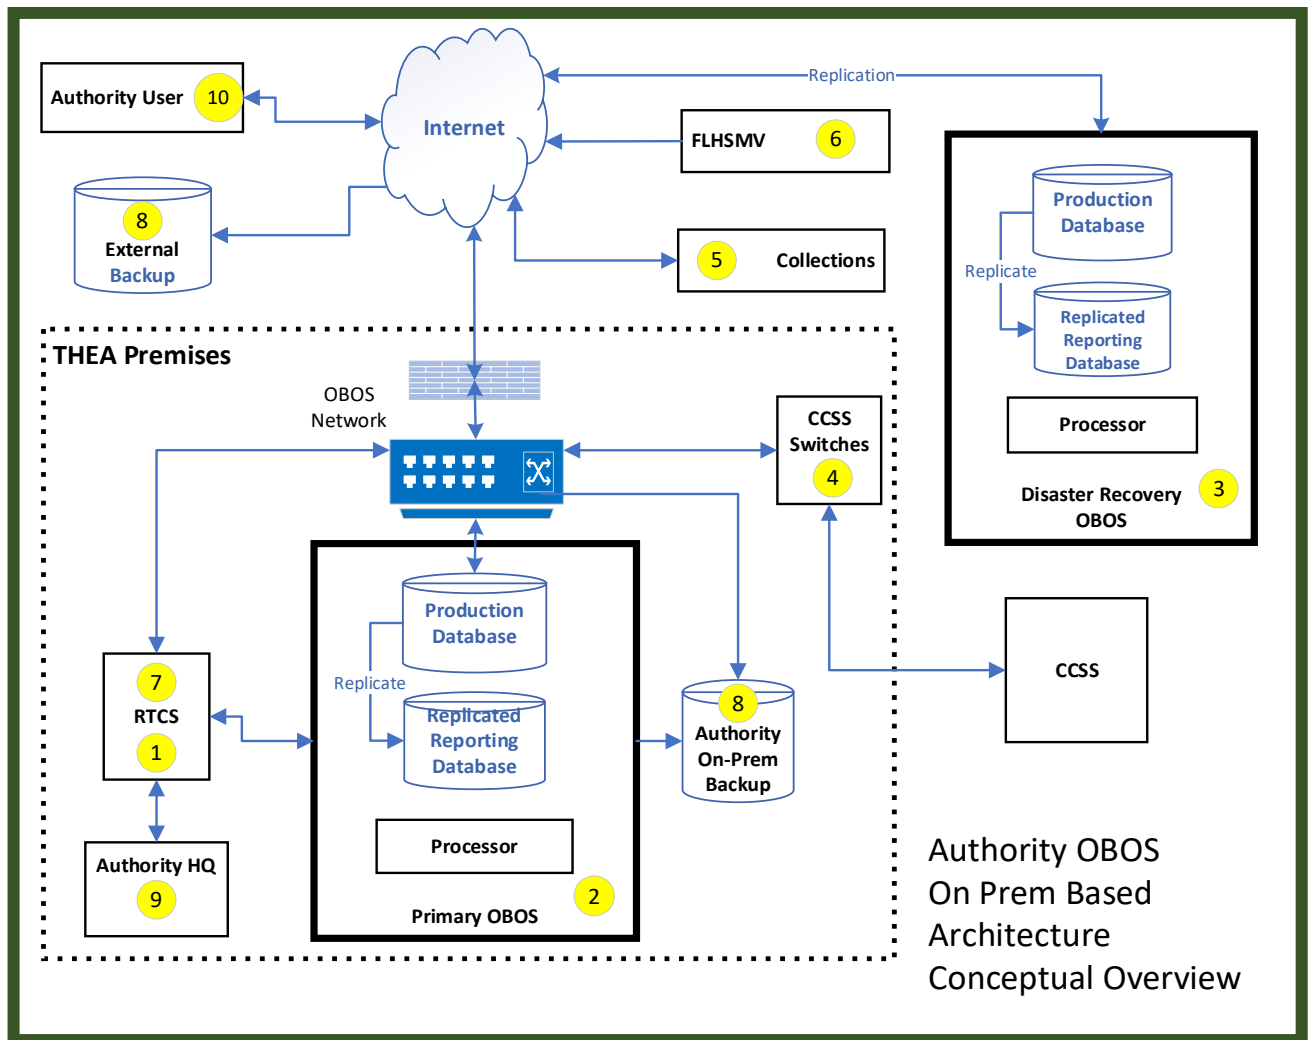 Replication
Authority User 10
Internet
FLHSMV 6
8
External
Backup
5 Collections
Production
Database
Replicate
Replicated
Reporting
Database
Processor
Disaster Recovery
OBOS
3
THEA Premises
OBOS
Network
CCSS
Switches
4
Production
Database
Replicate
Replicated
Reporting
Database
Processor
2
Primary OBOS
7
RTCS
1
8
Authority
On-Prem
Backup
CCSS
Authority HQ
9
Authority OBOS
On Prem Based
Architecture
Conceptual Overview